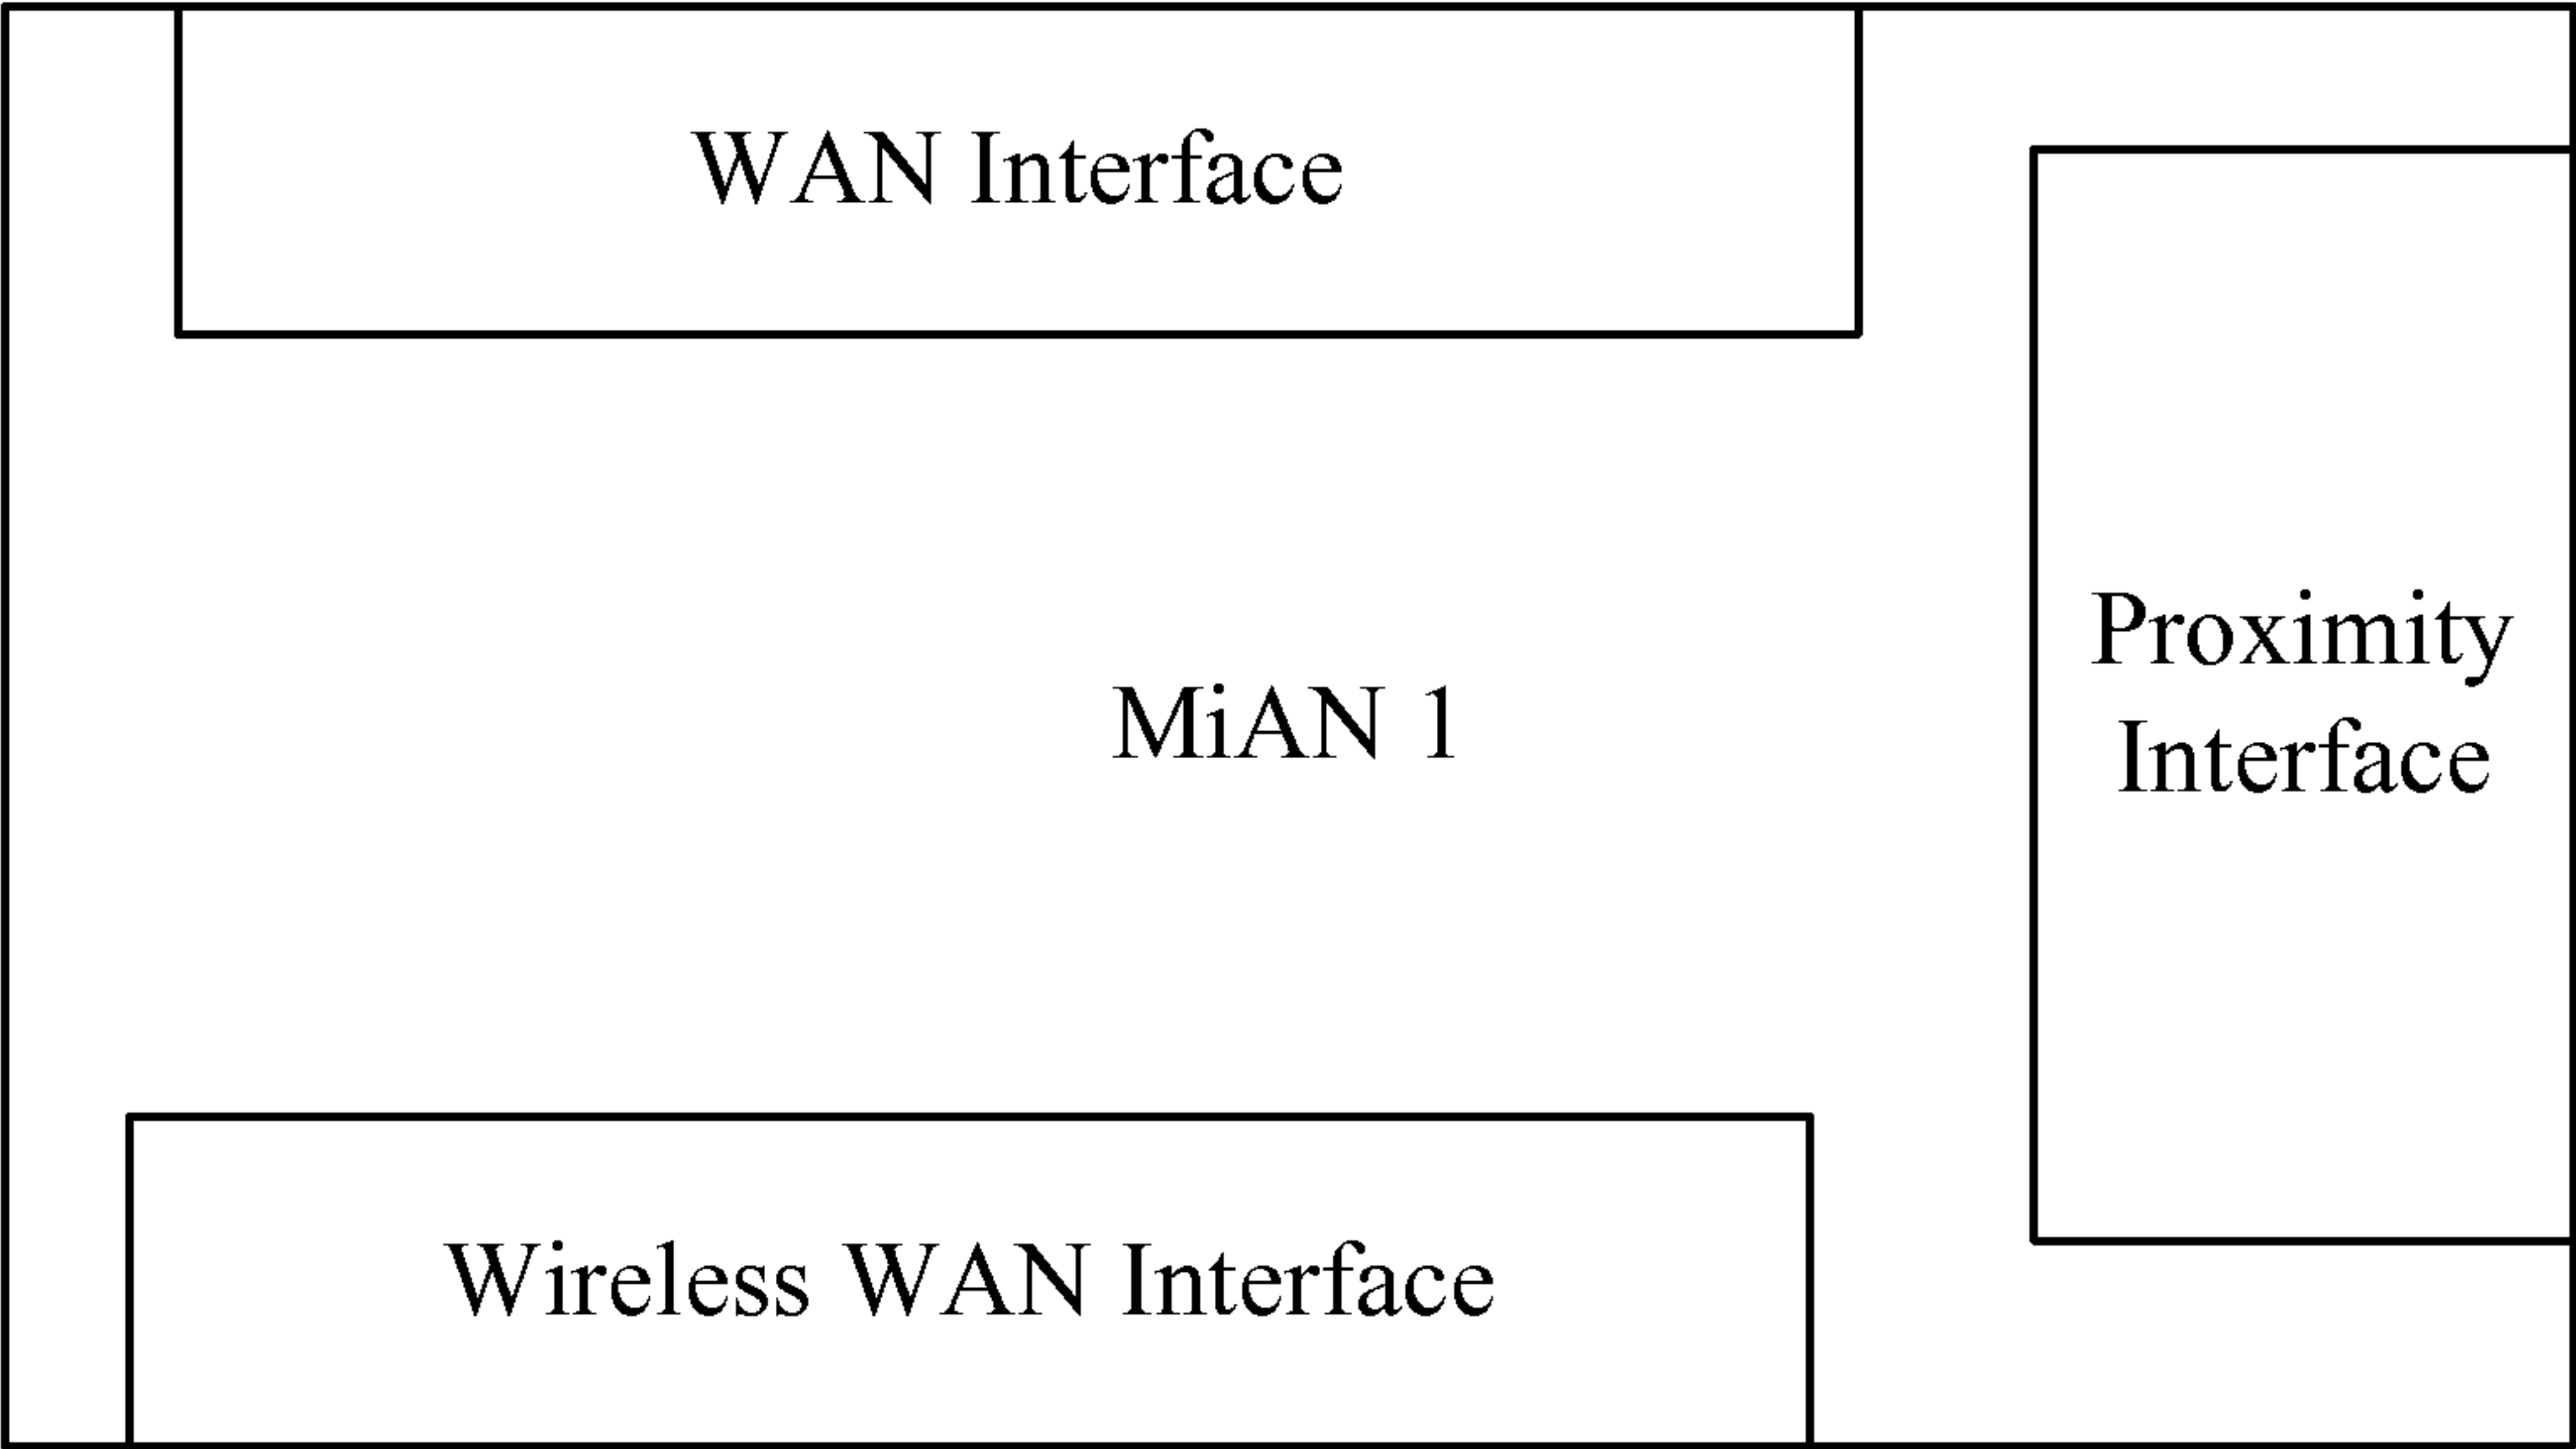 WAN Interface
Proximity
Interface
MiAN 1
Wireless WAN Interface